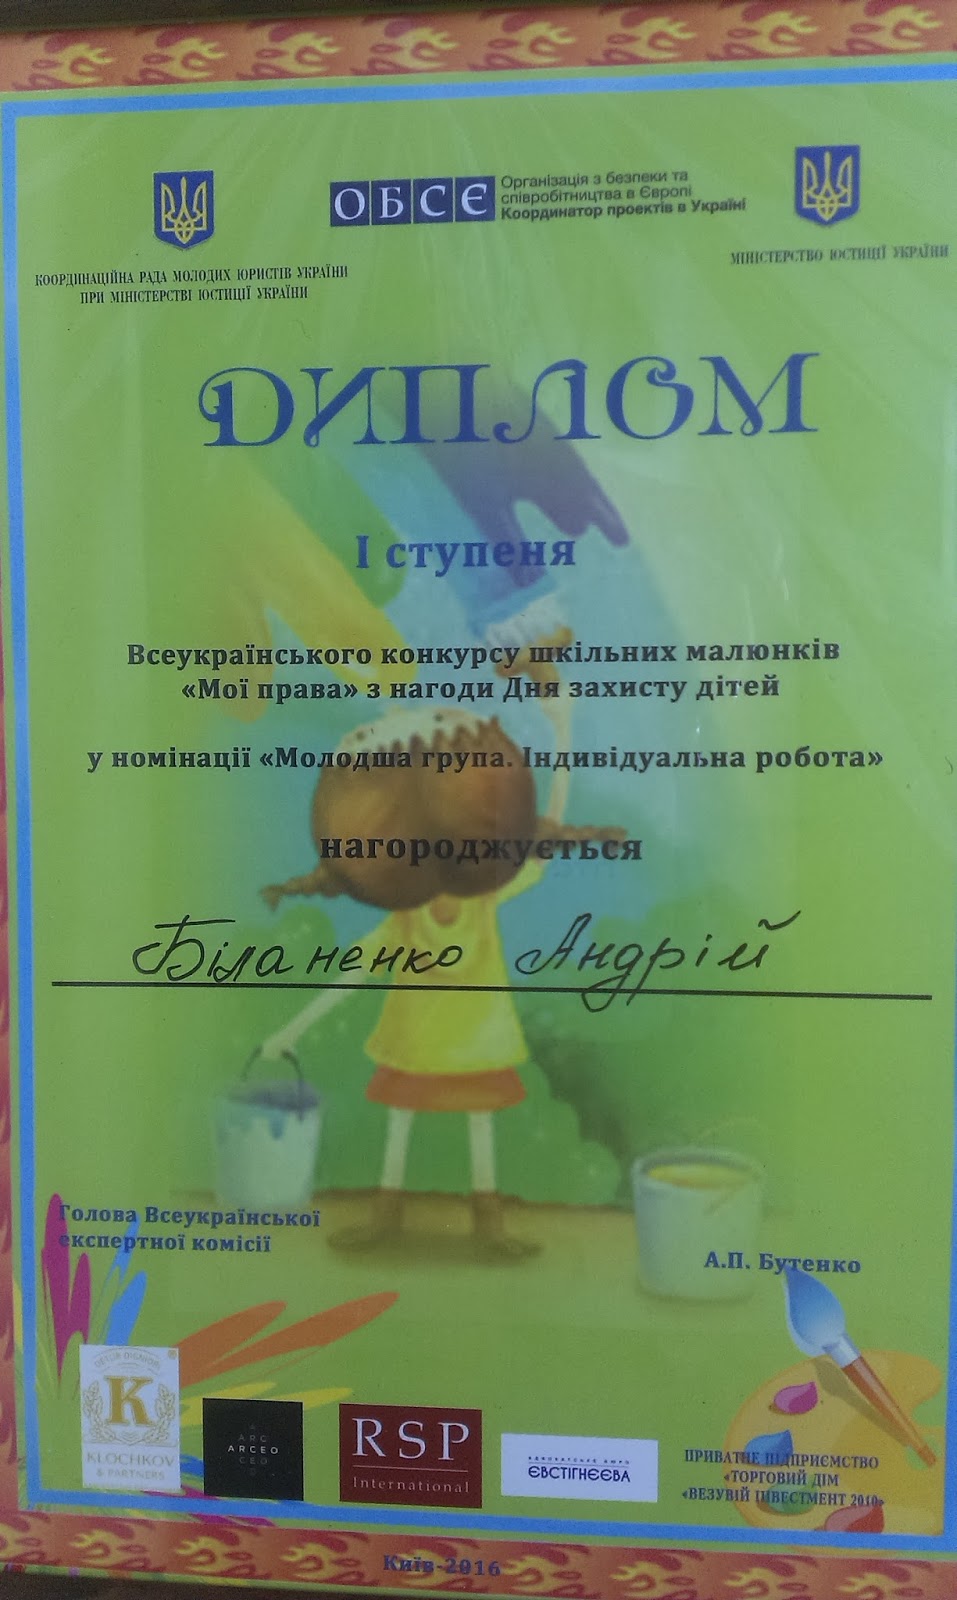 ОБСЄ
Організація з безпеки та
співробітництва в Європі
Координатор проектів в Україні
КООРДИНАЦІЙНА РАДА МОЛОДИХ ЮРИСТІВ УКРАЇНИ
ПРИ МІНІСТЕРСТВІ ЮСТИЦІЇ УКРАЇНИ
МІНІСТЕРСТВО ЮСТИЦІЇ УКРАЇНИ
ДИПЛОМ
І ступеня
Всеукраїнського конкурсу шкільних малюнків
«Мої права» з нагоди Дня захисту дітей
у номінації «Молодша група. Індивідуальна робота»
нагороджується
Біланенко Андрій
Голова Всеукраїнської
експертної комісії
А.П. Бутенко
K
KLOCHKOV
& PARTNERS
ARCEO
RSP
International
АДВОКАТСЬКЕ БЮРО
ЄВСТІГНЄЄВА
ПРИВАТНЕ ПІДПРИЄМСТВО
«ТОРГОВИЙ ДІМ
«ВЕЗУВІЙ ІНВЕСТМЕНТ 2010»
Київ-2016